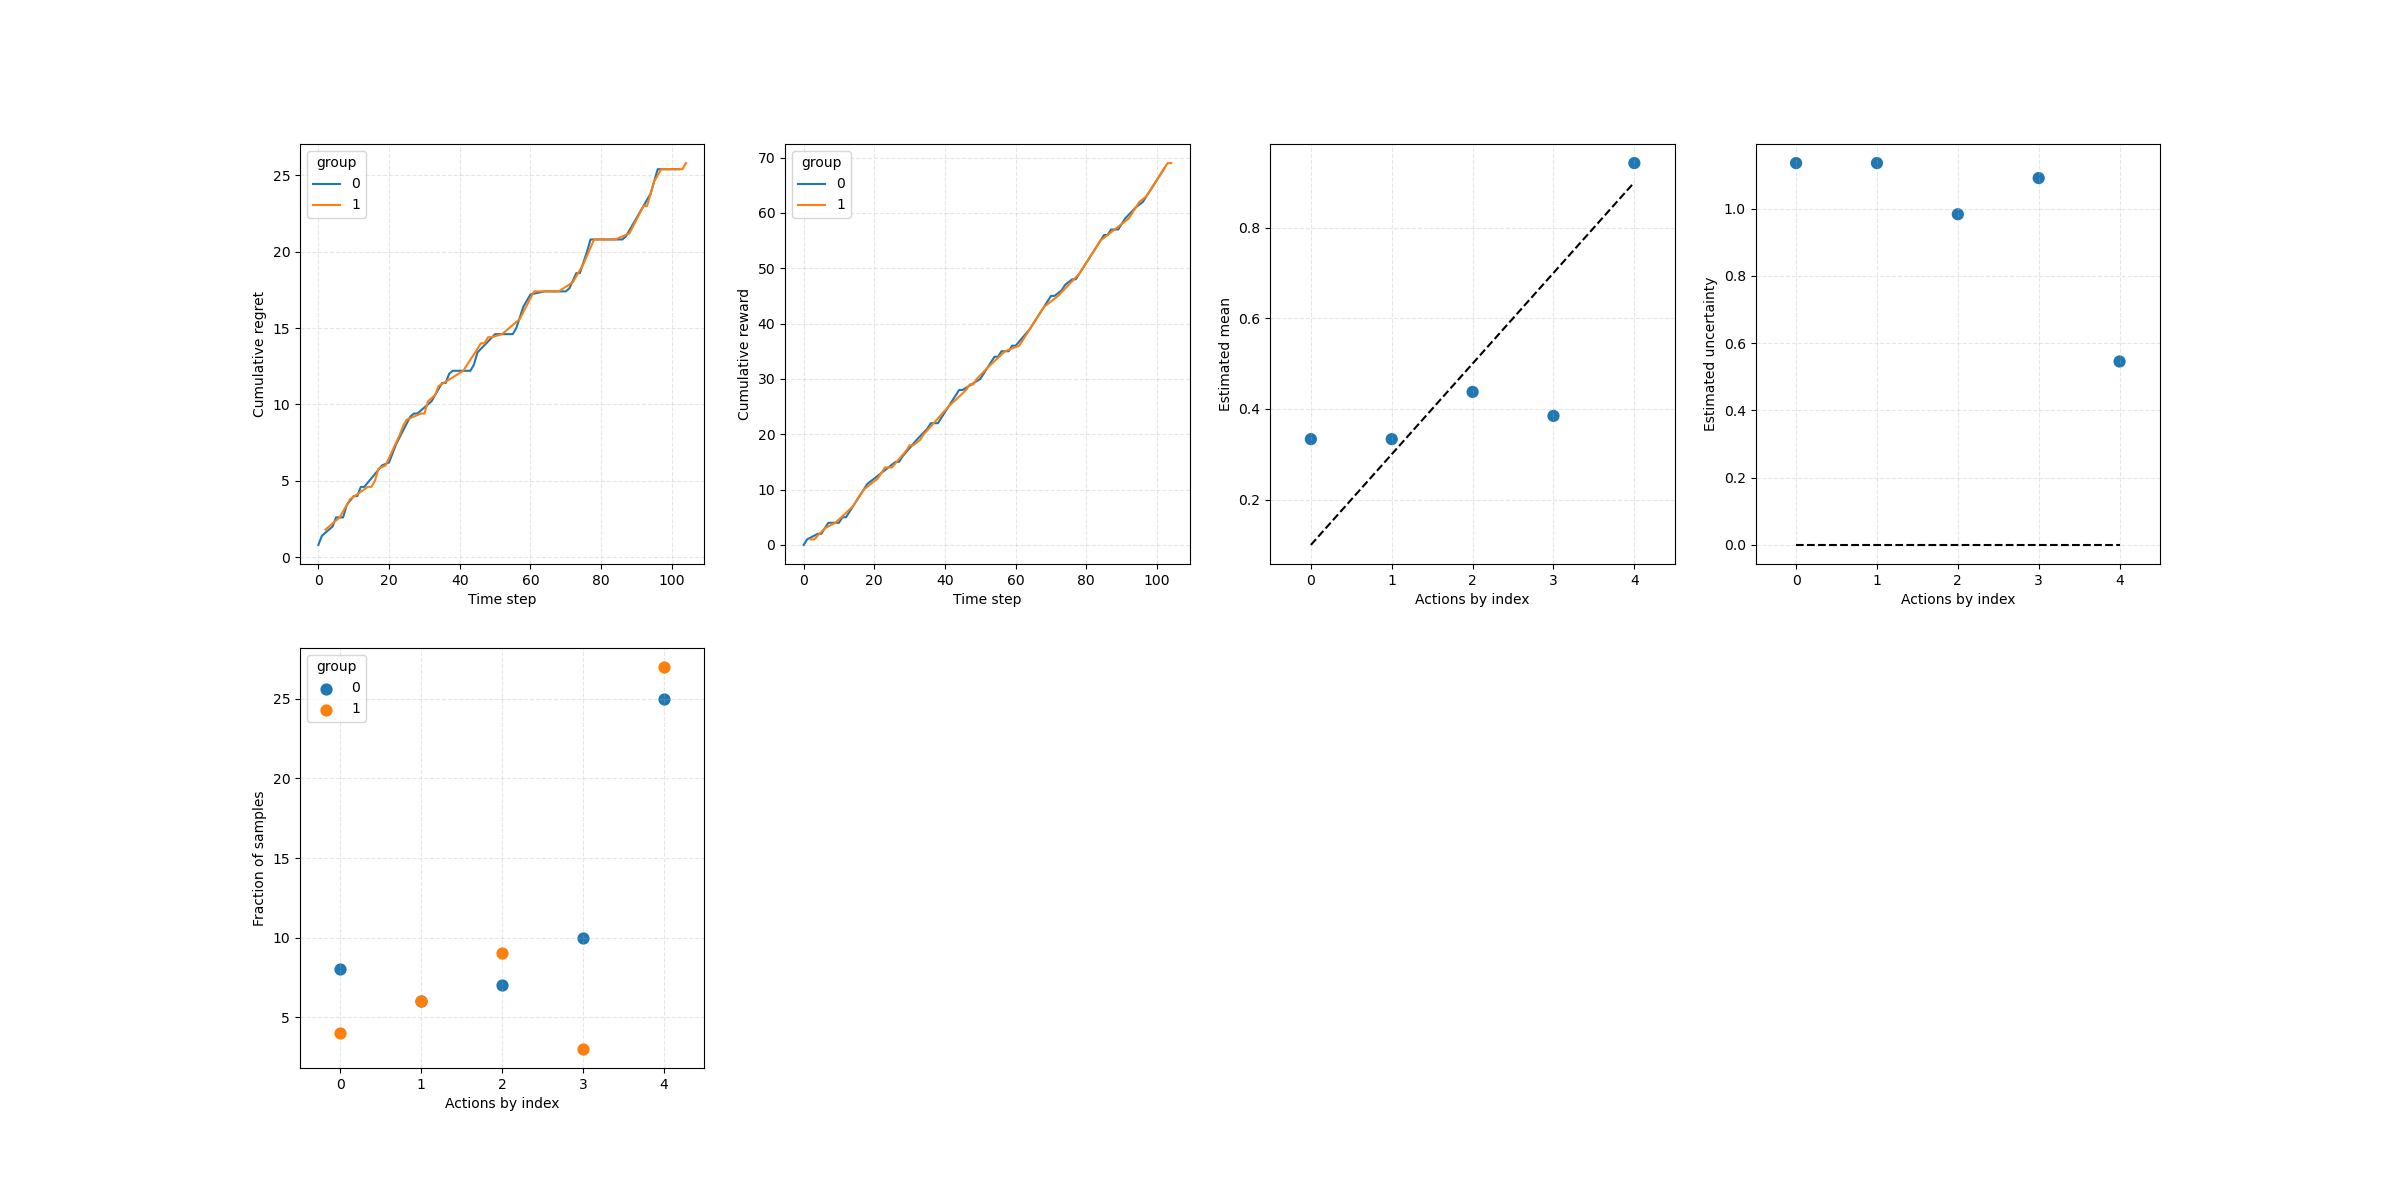 group
0
1
25
20
15
10
5
0
Cumulative regret
0 20 40 60 80 100
Time step
group
0
1
70
60
50
40
30
20
10
0
Cumulative reward
0 20 40 60 80 100
Time step
0.8
0.6
0.4
0.2
Estimated mean
0 1 2 3 4
Actions by index
1.0
0.8
0.6
0.4
0.2
0.0
Estimated uncertainty
0 1 2 3 4
Actions by index
group
0
1
25
20
15
10
5
Fraction of samples
0 1 2 3 4
Actions by index